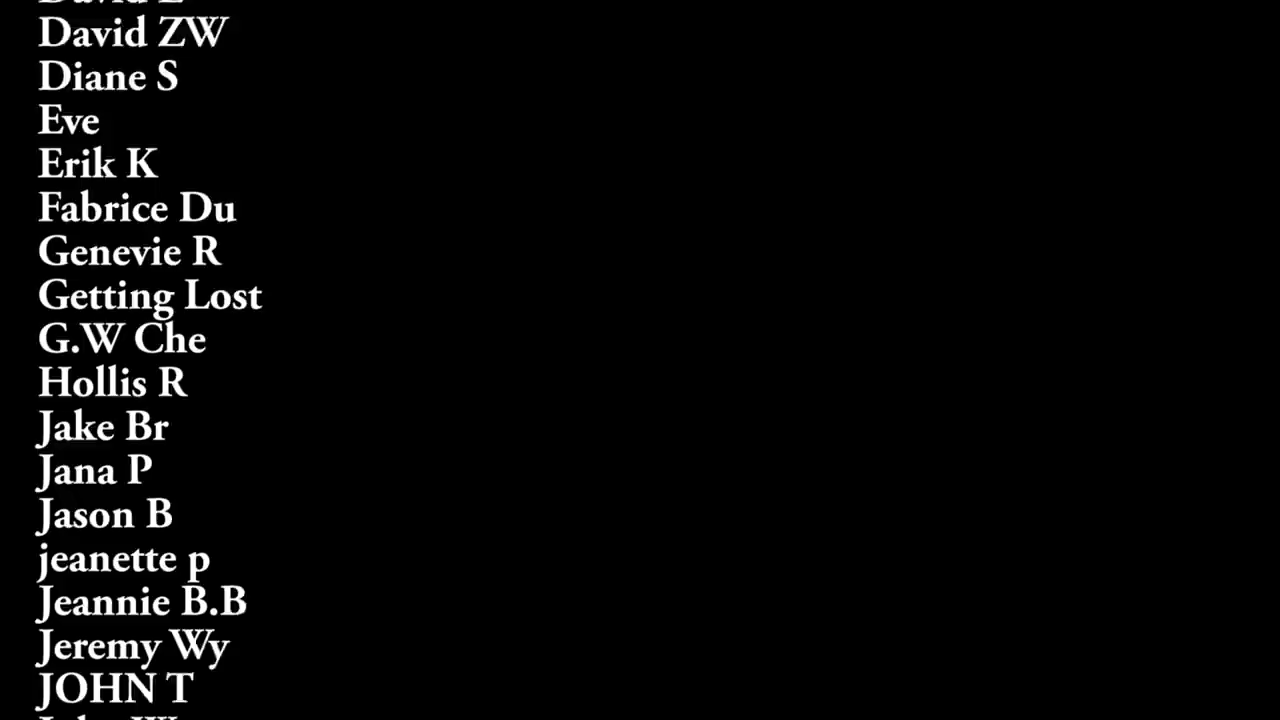 David ZW
Diane S
Eve
Erik K
Fabrice Du
Genevie R
Getting Lost
G.W Che
Hollis R
Jake Br
Jana P
Jason B
jeanette p
Jeannie B.B
Jeremy Wy
JOHN T